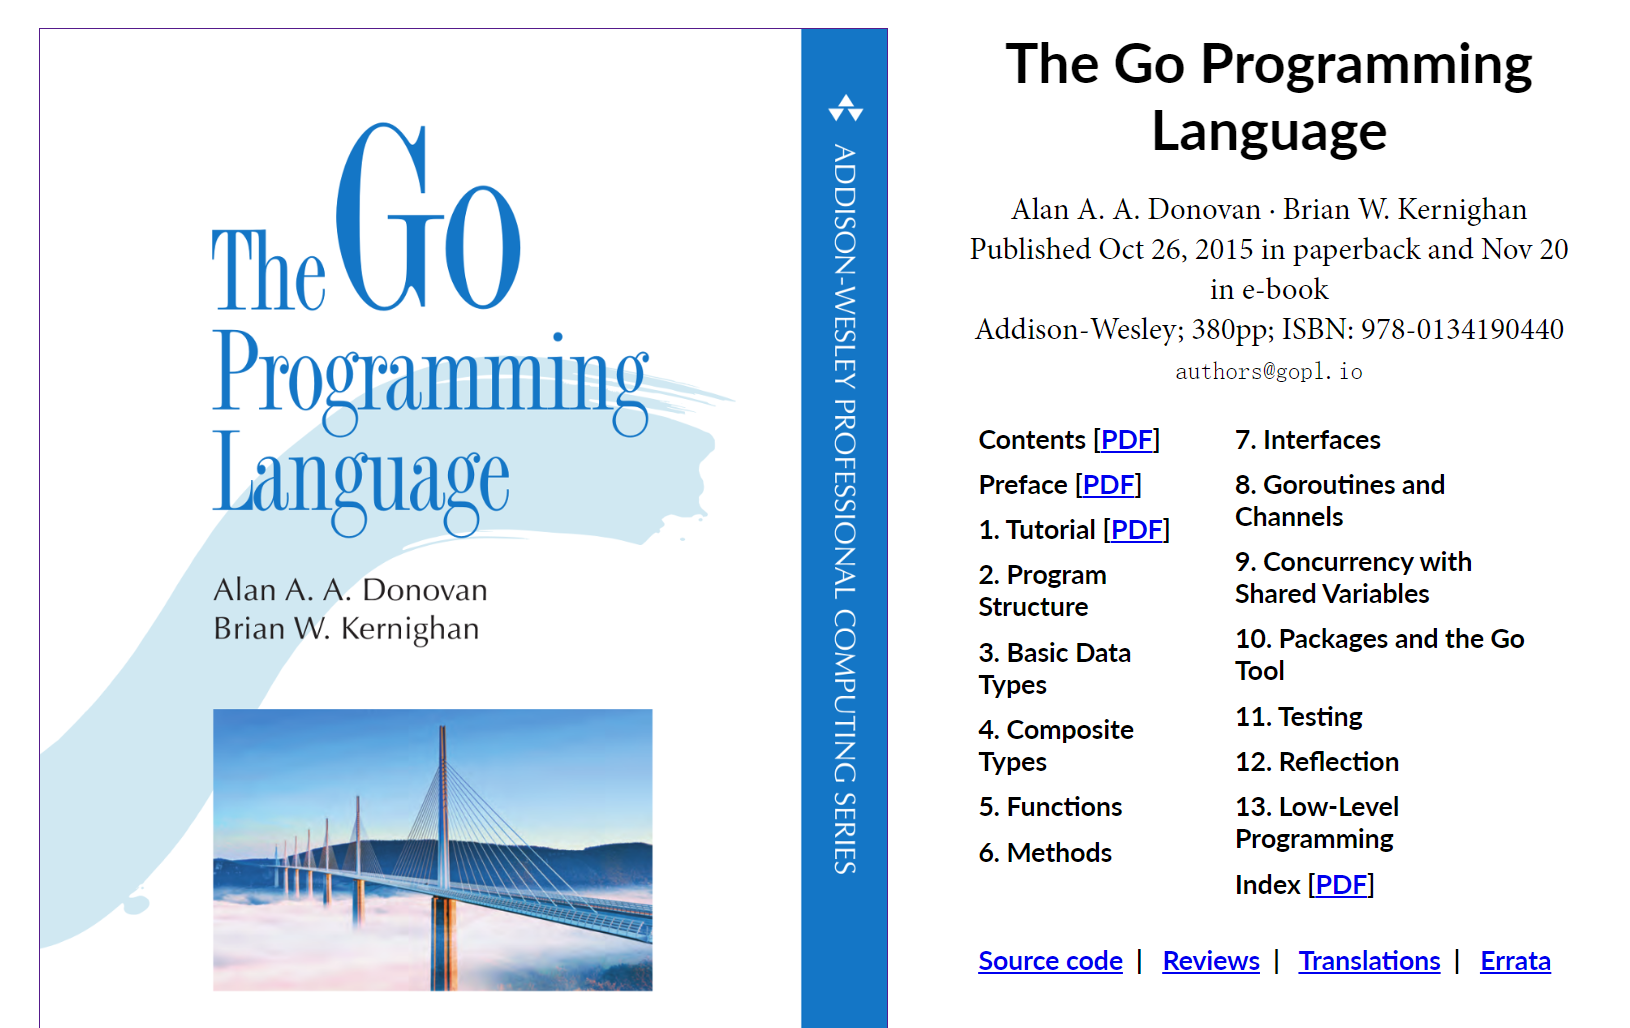 The Go
Programming
Language
Alan A. A. Donovan
Brian W. Kernighan
ADDISON-WESLEY PROFESSIONAL COMPUTING SERIES
The Go Programming
Language
Alan A. A. Donovan · Brian W. Kernighan
Published Oct 26, 2015 in paperback and Nov 20
in e-book
Addison-Wesley; 380pp; ISBN: 978-0134190440
authors@gopl.io
Contents [PDF]
Preface [PDF]
1. Tutorial [PDF]
2. Program
Structure
3. Basic Data
Types
4. Composite
Types
5. Functions
6. Methods
7. Interfaces
8. Goroutines and
Channels
9. Concurrency with
Shared Variables
10. Packages and the Go
Tool
11. Testing
12. Reflection
13. Low-Level
Programming
Index [PDF]
Source code | Reviews | Translations | Errata